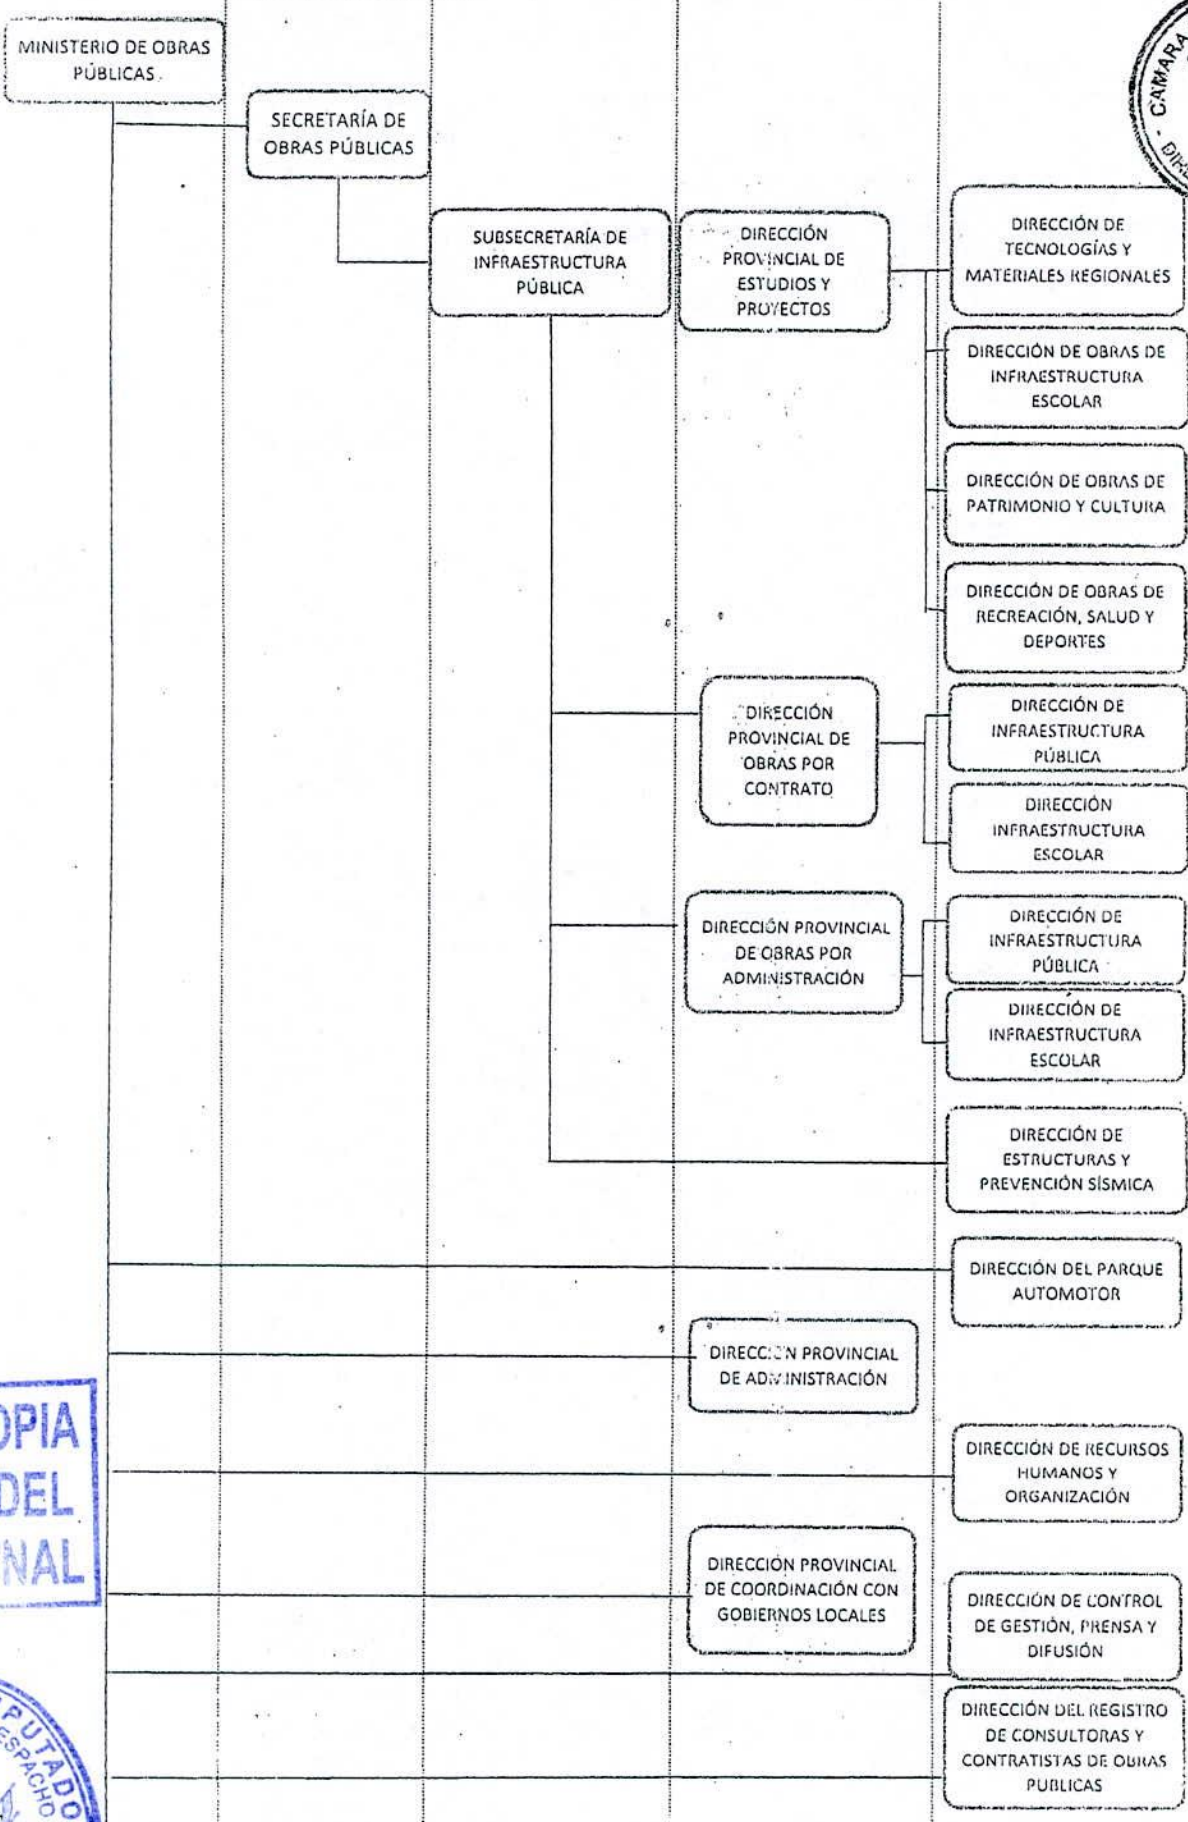 MINISTERIO DE OBRAS
PÚBLICAS
SECRETARÍA DE
OBRAS PÚBLICAS
SUBSECRETARÍA DE
INFRAESTRUCTURA
PÚBLICA
DIRECCIÓN
PROVINCIAL DE
ESTUDIOS Y
PROYECTOS
DIRECCIÓN DE
TECNOLOGÍAS Y
MATERIALES REGIONALES
DIRECCIÓN DE OBRAS DE
INFRAESTRUCTURA
ESCOLAR
DIRECCIÓN DE OBRAS DE
PATRIMONIO Y CULTURA
DIRECCIÓN DE OBRAS DE
RECREACIÓN, SALUD Y
DEPORTES
DIRECCIÓN
PROVINCIAL DE
OBRAS POR
CONTRATO
DIRECCIÓN DE
INFRAESTRUCTURA
PÚBLICA
DIRECCIÓN
INFRAESTRUCTURA
ESCOLAR
DIRECCIÓN PROVINCIAL
DE OBRAS POR
ADMINISTRACIÓN
DIRECCIÓN DE
INFRAESTRUCTURA
PÚBLICA
DIRECCIÓN DE
INFRAESTRUCTURA
ESCOLAR
DIRECCIÓN DE
ESTRUCTURAS Y
PREVENCIÓN SÍSMICA
DIRECCIÓN DEL PARQUE
AUTOMOTOR
DIRECCIÓN PROVINCIAL
DE ADMINISTRACIÓN
DIRECCIÓN DE RECURSOS
HUMANOS Y
ORGANIZACIÓN
DIRECCIÓN PROVINCIAL
DE COORDINACIÓN CON
GOBIERNOS LOCALES
DIRECCIÓN DE CONTROL
DE GESTIÓN, PRENSA Y
DIFUSIÓN
DIRECCIÓN DEL REGISTRO
DE CONSULTORAS Y
CONTRATISTAS DE OBRAS
PUBLICAS
CAMARA
OPIA
DEL
NAL
PUTADO
ESPACHO